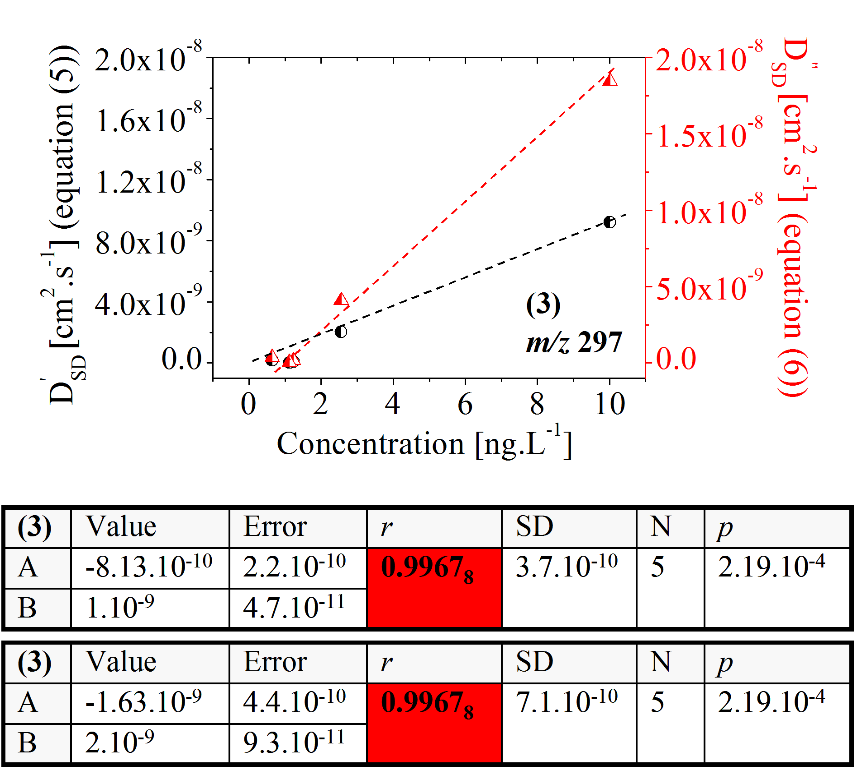 D'SD [cm2.s-1] (equation (5))
2.0x10-8
1.6x10-8
1.2x10-8
8.0x10-9
4.0x10-9
0.0
2.0x10-8
1.5x10-8
1.0x10-8
5.0x10-9
0.0
D"SD [cm2.s-1] (equation (6))
(3)
m/z 297
0 2 4 6 8 10
Concentration [ng.L-1]
(3) Value Error r SD N p
A -8.13.10-10 2.2.10-10 0.99678 3.7.10-10 5 2.19.10-4
B 1.10-9 4.7.10-11
(3) Value Error r SD N p
A -1.63.10-9 4.4.10-10 0.99678 7.1.10-10 5 2.19.10-4
B 2.10-9 9.3.10-11